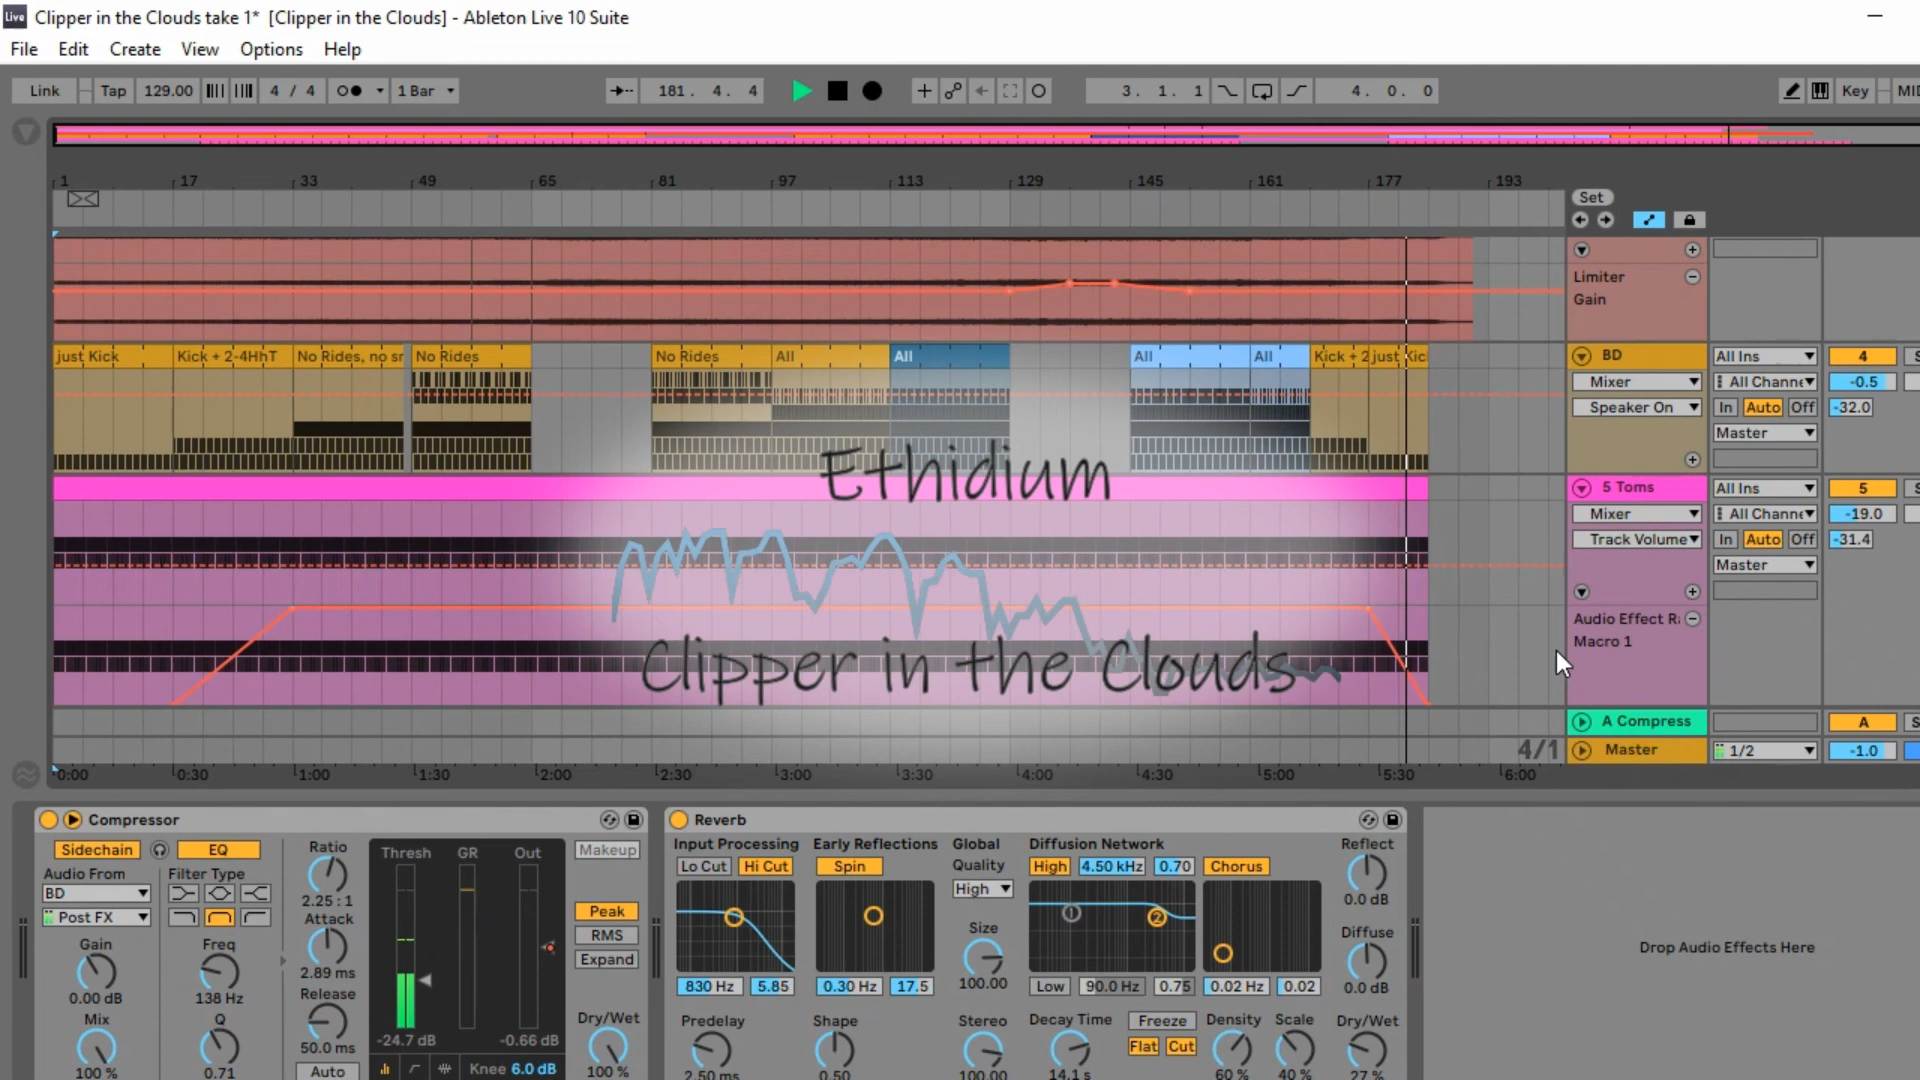 Live Clipper in the Clouds take 1* [Clipper in the Clouds] - Ableton Live 10 Suite
File Edit Create View Options Help
Link Tap 129.00 4 / 4 1 Bar 181. 4. 4 3. 1. 1 4. 0. 0 Key
1 17 33 49 65 81 97 113 129 145 161 177 193
Set
Limiter
Gain
just Kick Kick + 2-4HhT No Rides, no sr No Rides No Rides All All All All Kick + 2 just Kic
BD All Ins 4 S
Mixer All Channe -0.5
Speaker On In Auto Off -32.0
Master
Ethidium
5 Toms All Ins 5 S
Mixer All Channe -19.0
Track Volume In Auto Off -31.4
Master
Audio Effect R
Macro 1
Clipper in the Clouds
A Compress A S
4/1 Master 1/2 -1.0
0:00 0:30 1:00 1:30 2:00 2:30 3:00 3:30 4:00 4:30 5:00 5:30 6:00
Compressor
Sidechain EQ
Audio From Filter Type
BD
Post FX
Gain Freq
0.00 dB 138 Hz
Mix Q
100 % 0.71
Ratio
2.25 : 1
Attack
2.89 ms
Release
50.0 ms
Auto
Thresh GR Out
-24.7 dB -0.66 dB
Knee 6.0 dB
Makeup
Peak
RMS
Expand
Dry/Wet
100 %
Reverb
Input Processing Early Reflections Global Diffusion Network Reflect
Lo Cut Hi Cut Spin Quality High 4.50 kHz 0.70 Chorus
High
1 2
0.0 dB
Size Diffuse
830 Hz 5.85 0.30 Hz 17.5 100.00 Low 90.0 Hz 0.75 0.02 Hz 0.02 0.0 dB
Predelay Shape Stereo Decay Time Freeze Density Scale Dry/Wet
Flat Cut
2.50 ms 0.50 100.00 14.1 s 60 % 40 % 27 %
Drop Audio Effects Here